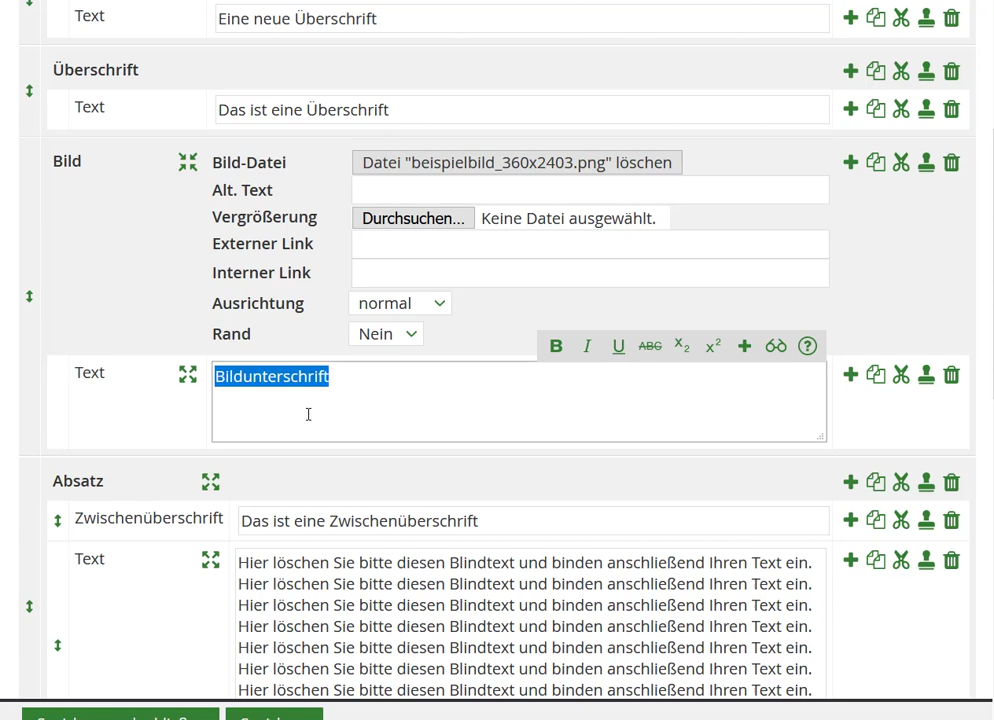 Text Eine neue Überschrift
Überschrift
Text Das ist eine Überschrift
Bild Bild-Datei Datei "beispielbild_360x2403.png" löschen
Alt. Text
Vergrößerung Durchsuchen... Keine Datei ausgewählt.
Externer Link
Interner Link
Ausrichtung normal
Rand Nein
B I U ABC X2 X2 ?
Text Bildunterschrift
Absatz
Zwischenüberschrift Das ist eine Zwischenüberschrift
Text Hier löschen Sie bitte diesen Blindtext und binden anschließend Ihren Text ein.
Hier löschen Sie bitte diesen Blindtext und binden anschließend Ihren Text ein.
Hier löschen Sie bitte diesen Blindtext und binden anschließend Ihren Text ein.
Hier löschen Sie bitte diesen Blindtext und binden anschließend Ihren Text ein.
Hier löschen Sie bitte diesen Blindtext und binden anschließend Ihren Text ein.
Hier löschen Sie bitte diesen Blindtext und binden anschließend Ihren Text ein.
Hier löschen Sie bitte diesen Blindtext und binden anschließend Ihren Text ein.